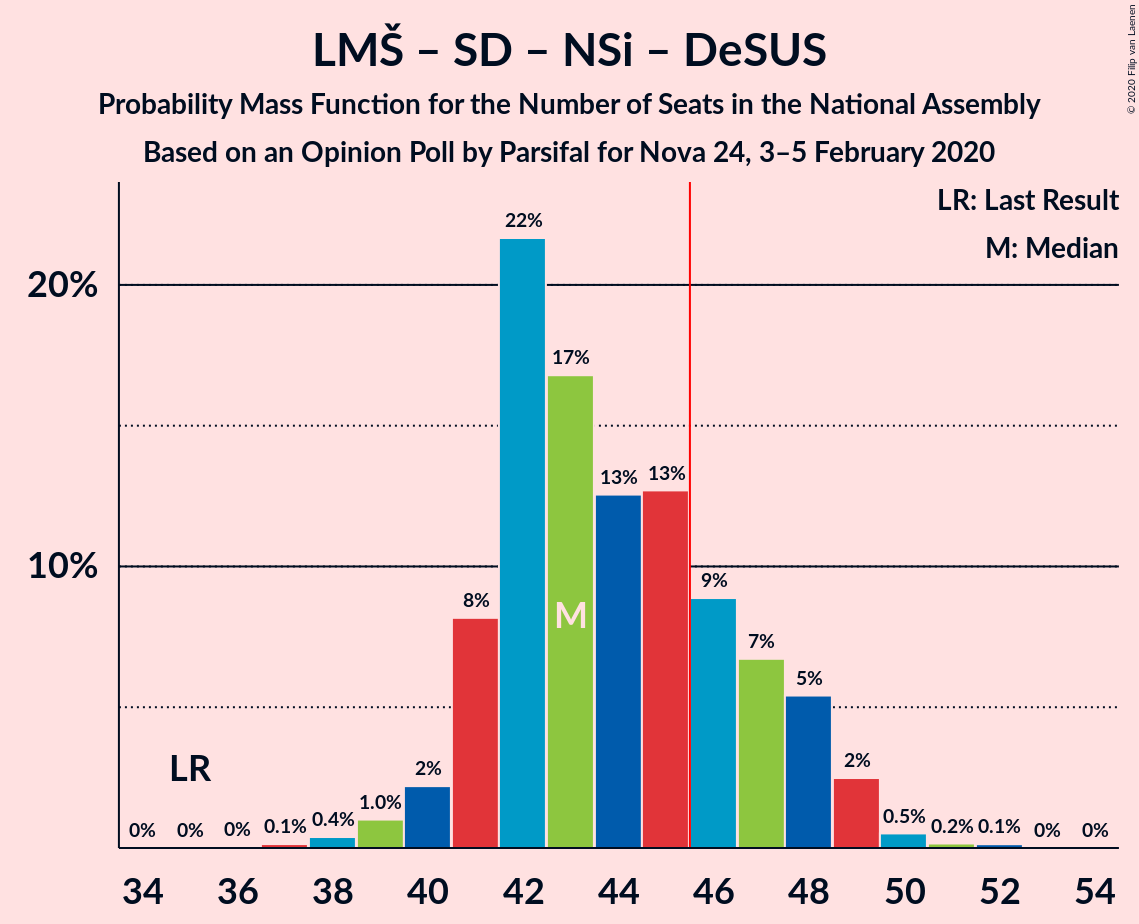 LMŠ – SD – NSi – DeSUS
Probability Mass Function for the Number of Seats in the National Assembly
Based on an Opinion Poll by Parsifal for Nova 24, 3–5 February 2020
© 2020 Filip van Laenen
LR: Last Result
M: Median
20%
10%
LR
M
0%
0%
0%
0.1%
0.4%
1.0%
2%
8%
22%
17%
13%
13%
9%
7%
5%
2%
0.5%
0.2%
0.1%
0%
0%
34 36 38 40 42 44 46 48 50 52 54